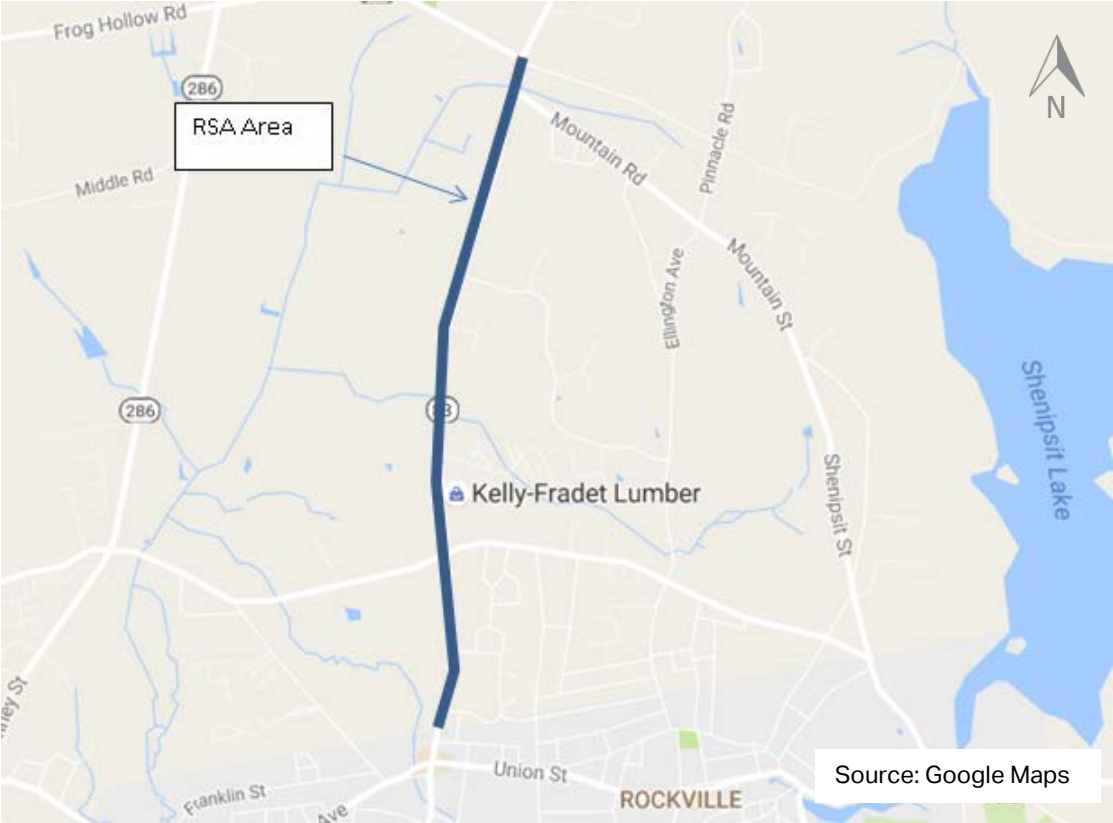 Frog Hollow Rd
286
RSA Area
N
Mountain Rd
Pinnacle Rd
Middle Rd
Ellington Ave
Mountain St
Shenipsit Lake
286
Kelly-Fradet Lumber
Shenipsit St
Union St
Franklin St
Ave
ROCKVILLE
Source: Google Maps